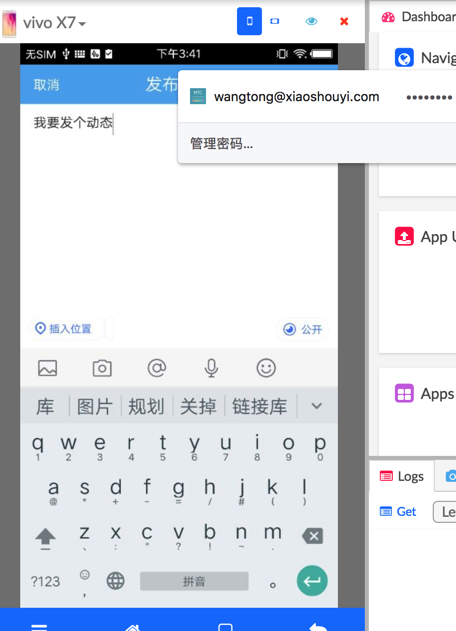 vivo X7
Dashboar
无SIM
下午3:41
取消
发布
wangtong@xiaoshouyi.com
••••••••
管理密码...
我要发个动态
Navig
App U
插入位置
公开
Apps
库 图片 规划 关掉 链接库
q w e r t y u i o p
1 2 3 4 5 6 7 8 9 0
a s d f g h j k l
z x c v b n m
?123
,
拼音
。
Logs
Get
Le